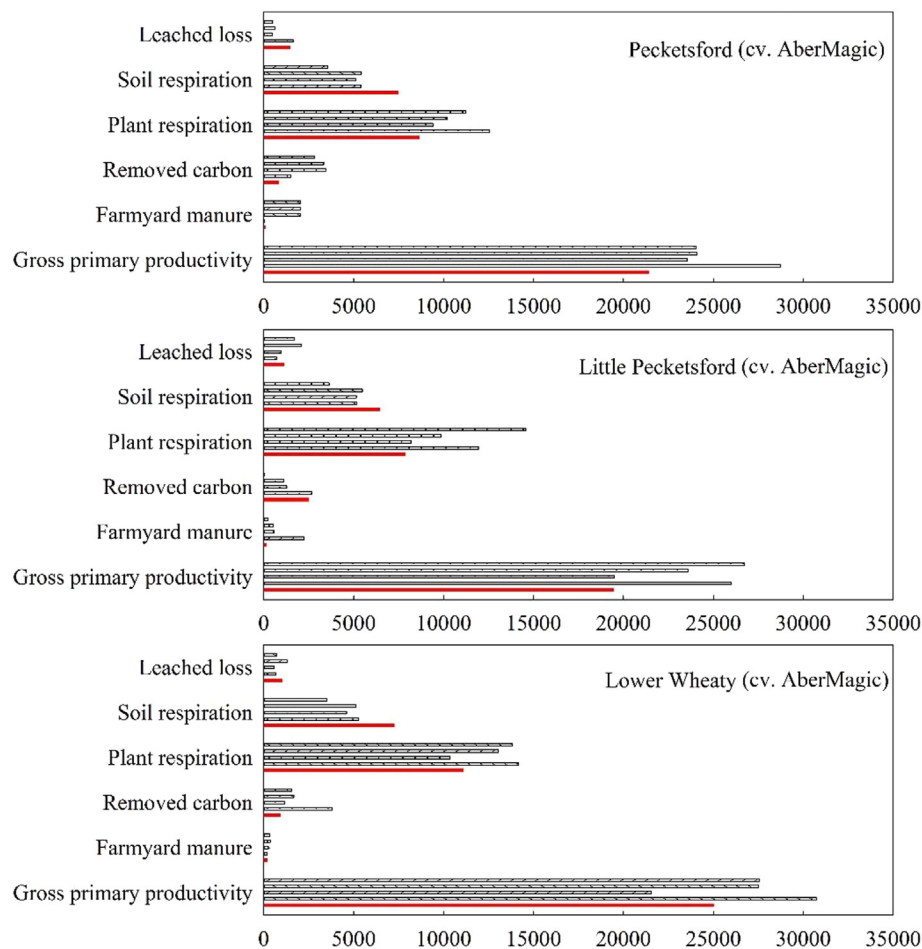 Pecketsford (cv. AberMagic)
Leached loss
Soil respiration
Plant respiration
Removed carbon
Farmyard manure
Gross primary productivity
0 5000 10000 15000 20000 25000 30000 35000
Little Pecketsford (cv. AberMagic)
Leached loss
Soil respiration
Plant rcspiration
Removed carbon
Farmyard manurc
Gross primary productivity
0 5000 10000 15000 20000 25000 30000 35000
Lower Wheaty (cv. AberMagic)
Leached loss
Soil respiration
Plant respiration
Removed carbon
Farmyard manure
Gross primary productivity
0 5000 10000 15000 20000 25000 30000 35000